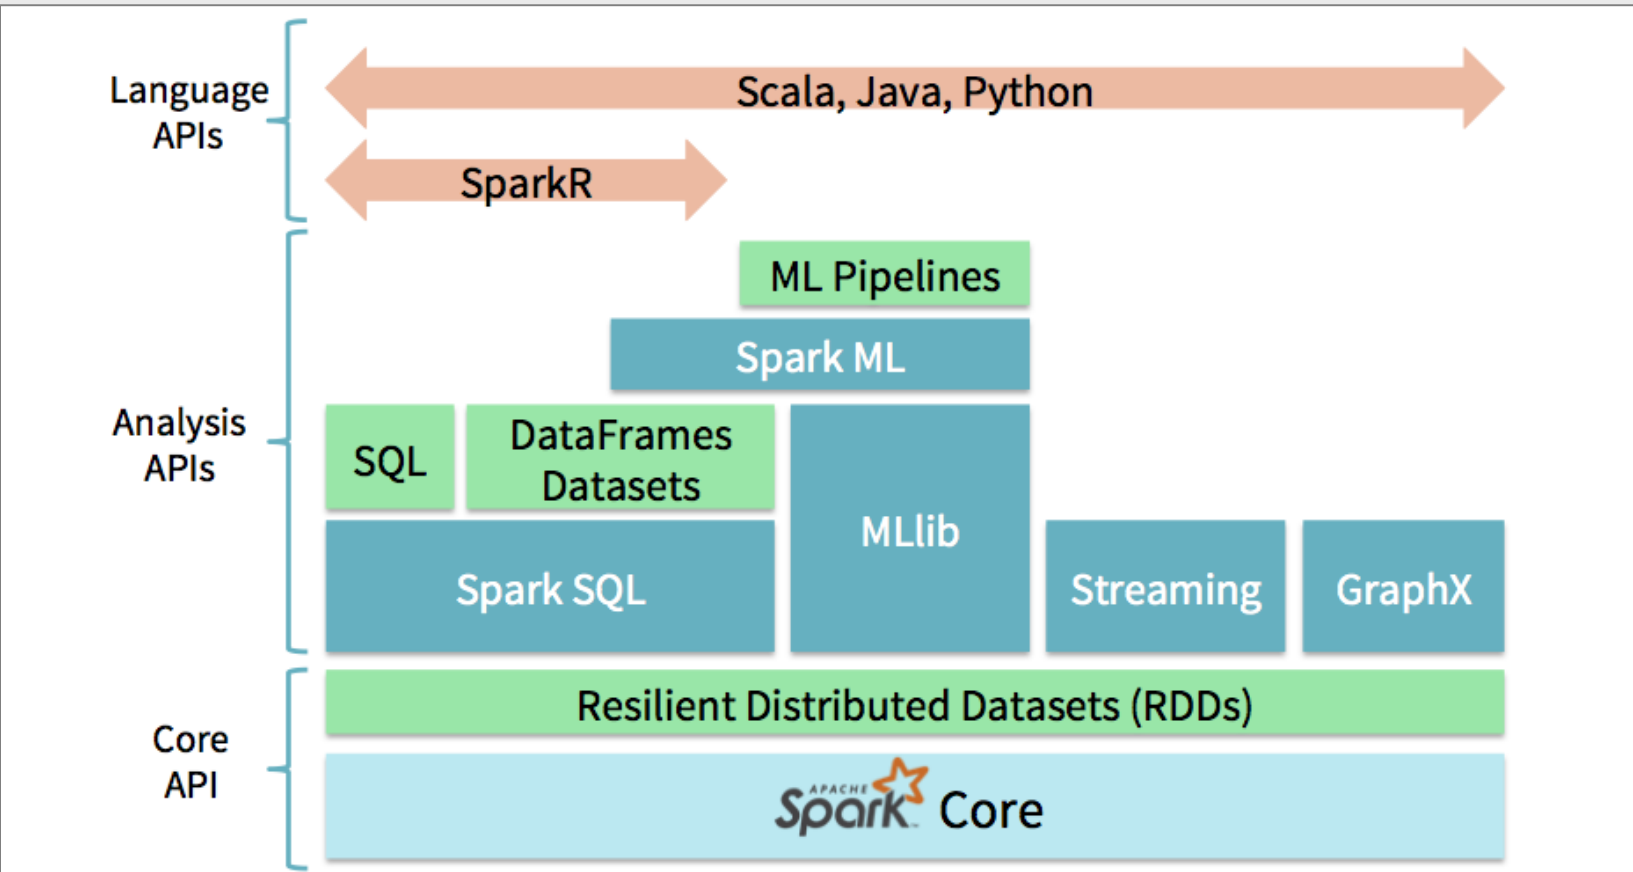 Language
APIs
Scala, Java, Python
SparkR
Analysis
APIs
ML Pipelines
Spark ML
SQL
DataFrames
Datasets
MLlib
Spark SQL
Streaming
GraphX
Core
API
Resilient Distributed Datasets (RDDs)
APACHE
Spark™ Core